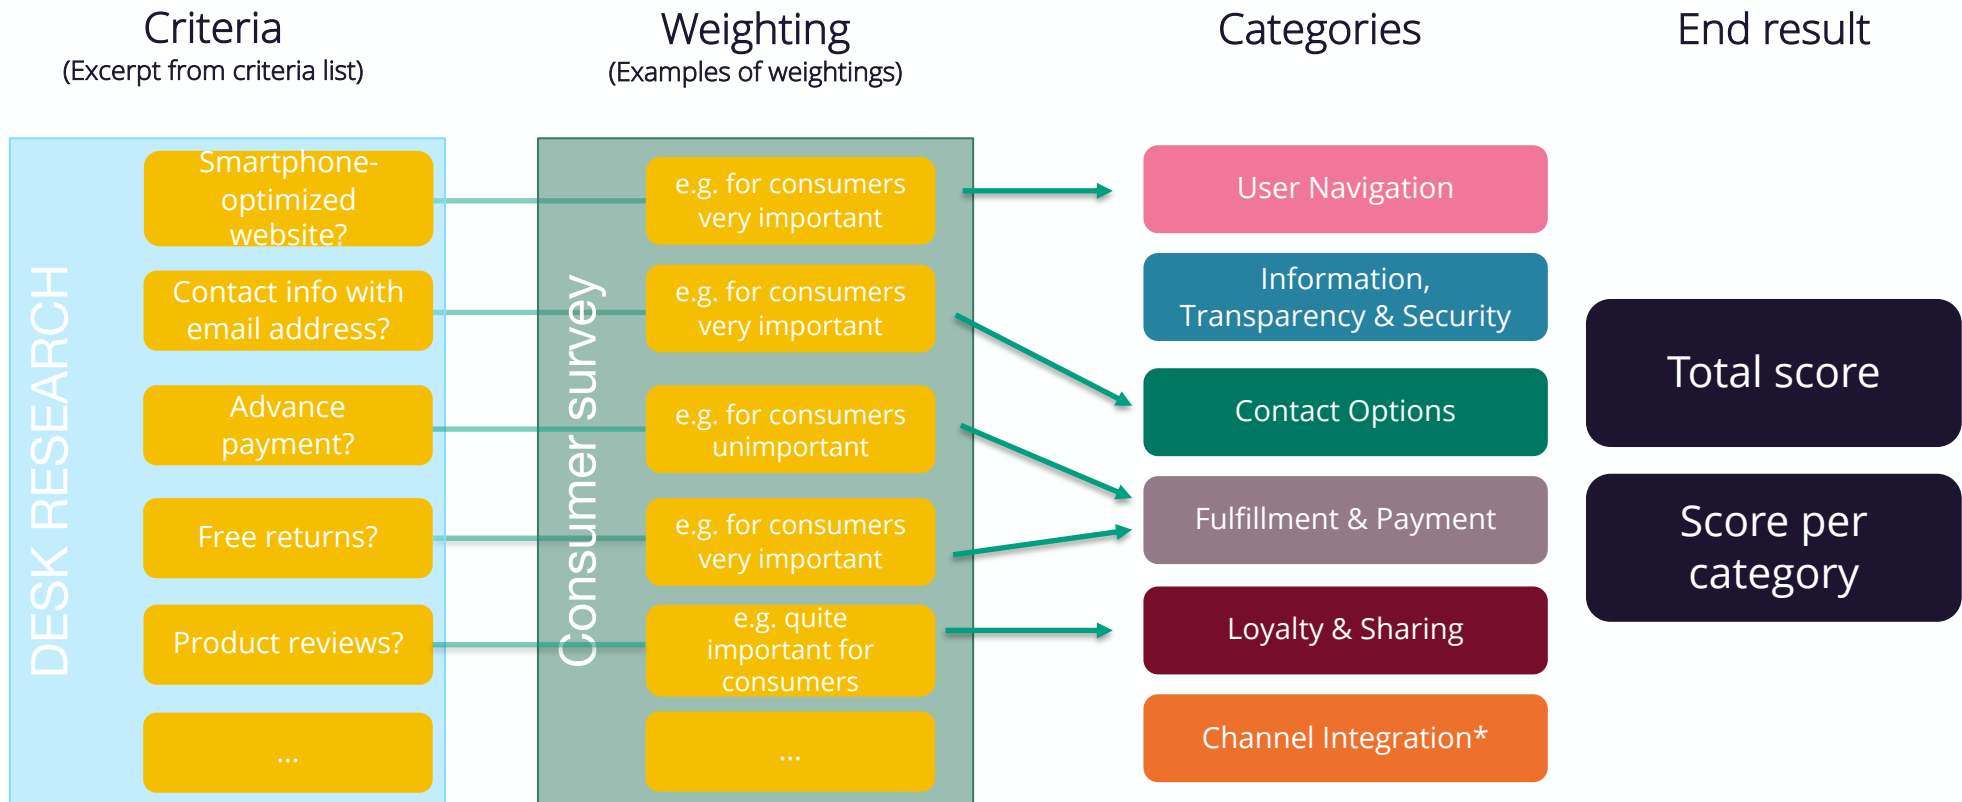 Criteria
(Excerpt from criteria list)
Weighting
(Examples of weightings)
Categories
End result
DESK RESEARCH
Smartphone-
optimized
website?
Contact info with
email address?
Advance
payment?
Free returns?
Product reviews?
...
Consumer survey
e.g. for consumers
very important
e.g. for consumers
very important
e.g. for consumers
unimportant
e.g. for consumers
very important
e.g. quite
important for
consumers
...
User Navigation
Information,
Transparency & Security
Contact Options
Fulfillment & Payment
Loyalty & Sharing
Channel Integration*
Total score
Score per
category